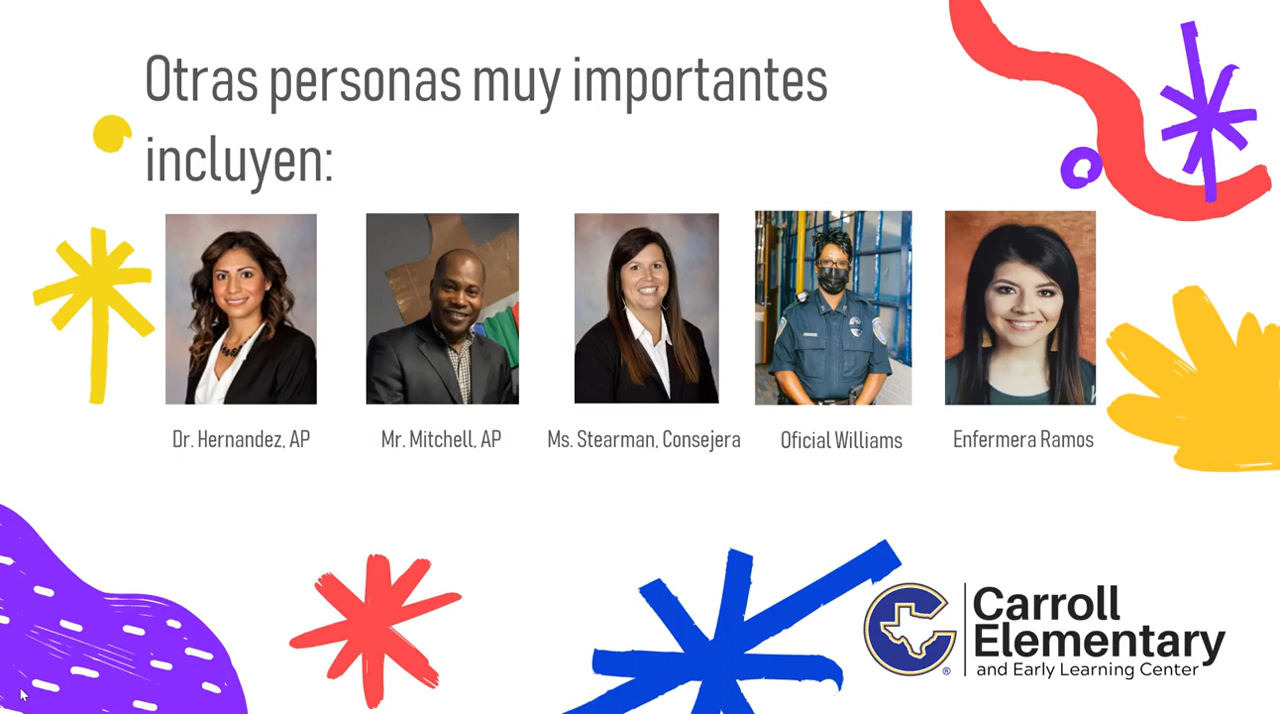 Otras personas muy importantes
incluyen:
Dr. Hernandez, AP
Mr. Mitchell, AP
Ms. Stearman, Consejera
Oficial Williams
Enfermera Ramos
C
®
Carroll
Elementary
and Early Learning Center